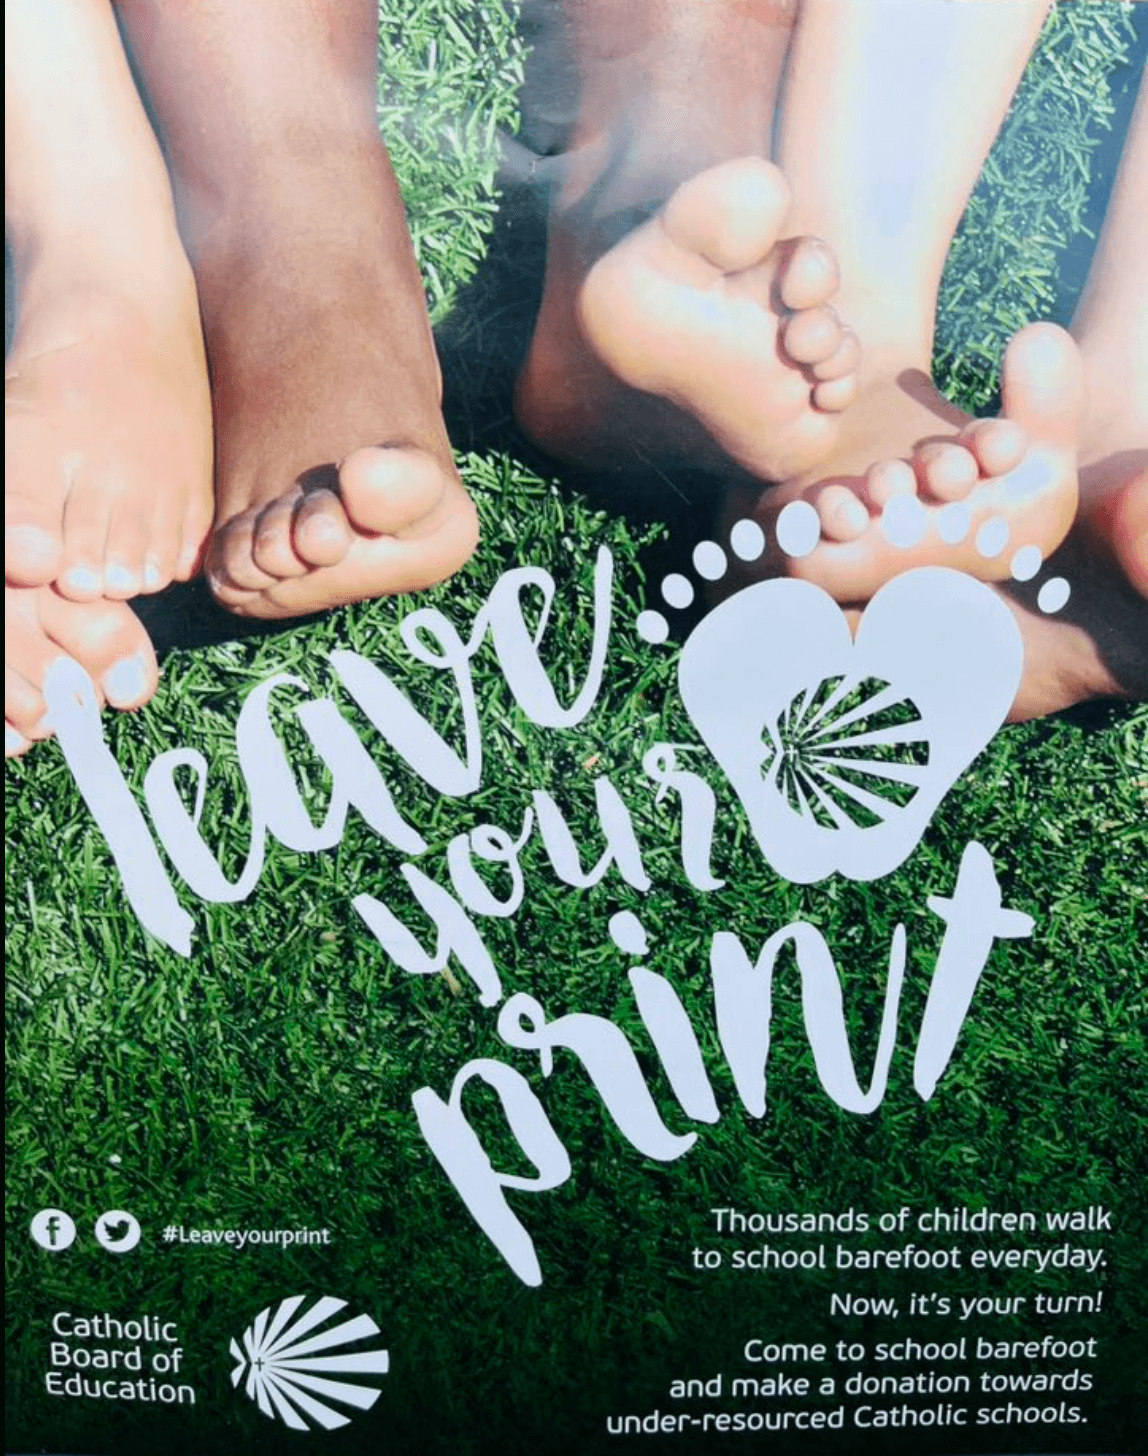 leave
your
print
#Leaveyourprint
Catholic
Board of
Education
Thousands of children walk
to school barefoot everyday.
Now, it's your turn!
Come to school barefoot
and make a donation towards
under-resourced Catholic schools.